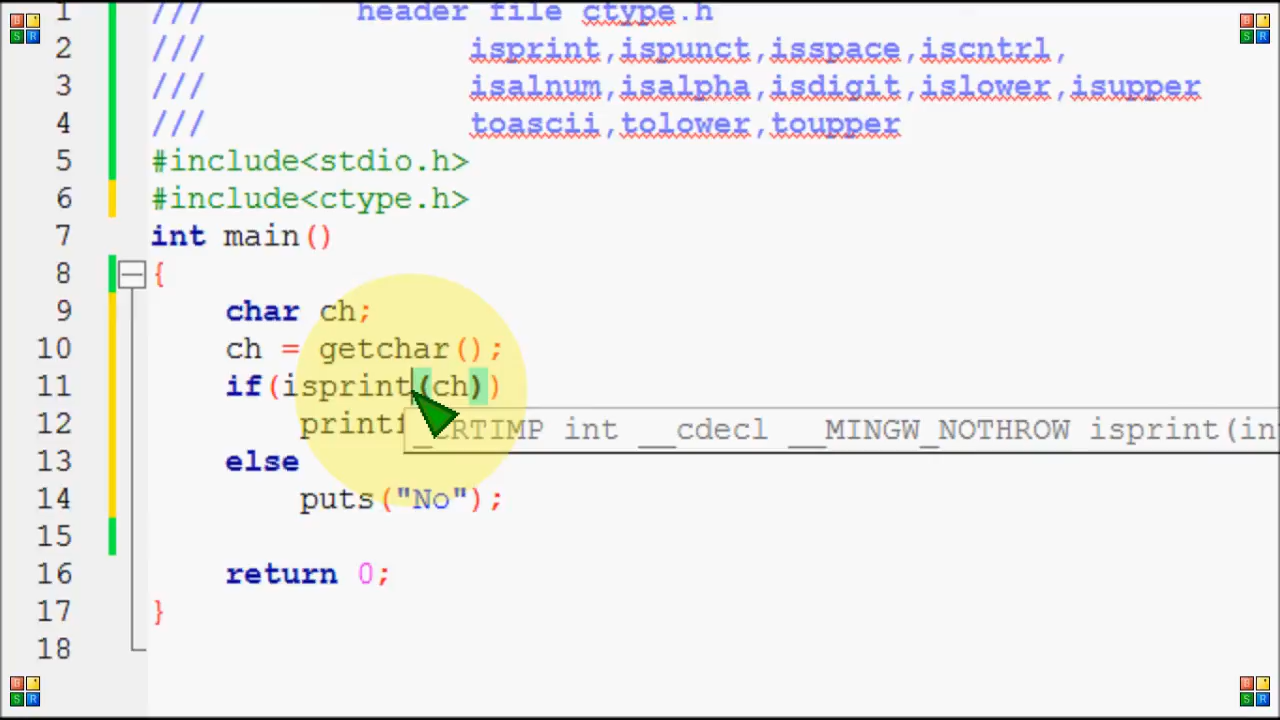 1 /// header file ctype.h
2 /// isprint,ispunct,isspace,iscntrl,
3 /// isalnum,isalpha,isdigit,islower,isupper
4 /// toascii,tolower,toupper
5 #include<stdio.h>
6 #include<ctype.h>
7 int main()
8 {
9 char ch;
10 ch = getchar();
11 if(isprint(ch))
12 printf _CRTIMP int __cdecl __MINGW_NOTHROW isprint(in
13 else
14 puts("No");
15
16 return 0;
17 }
18